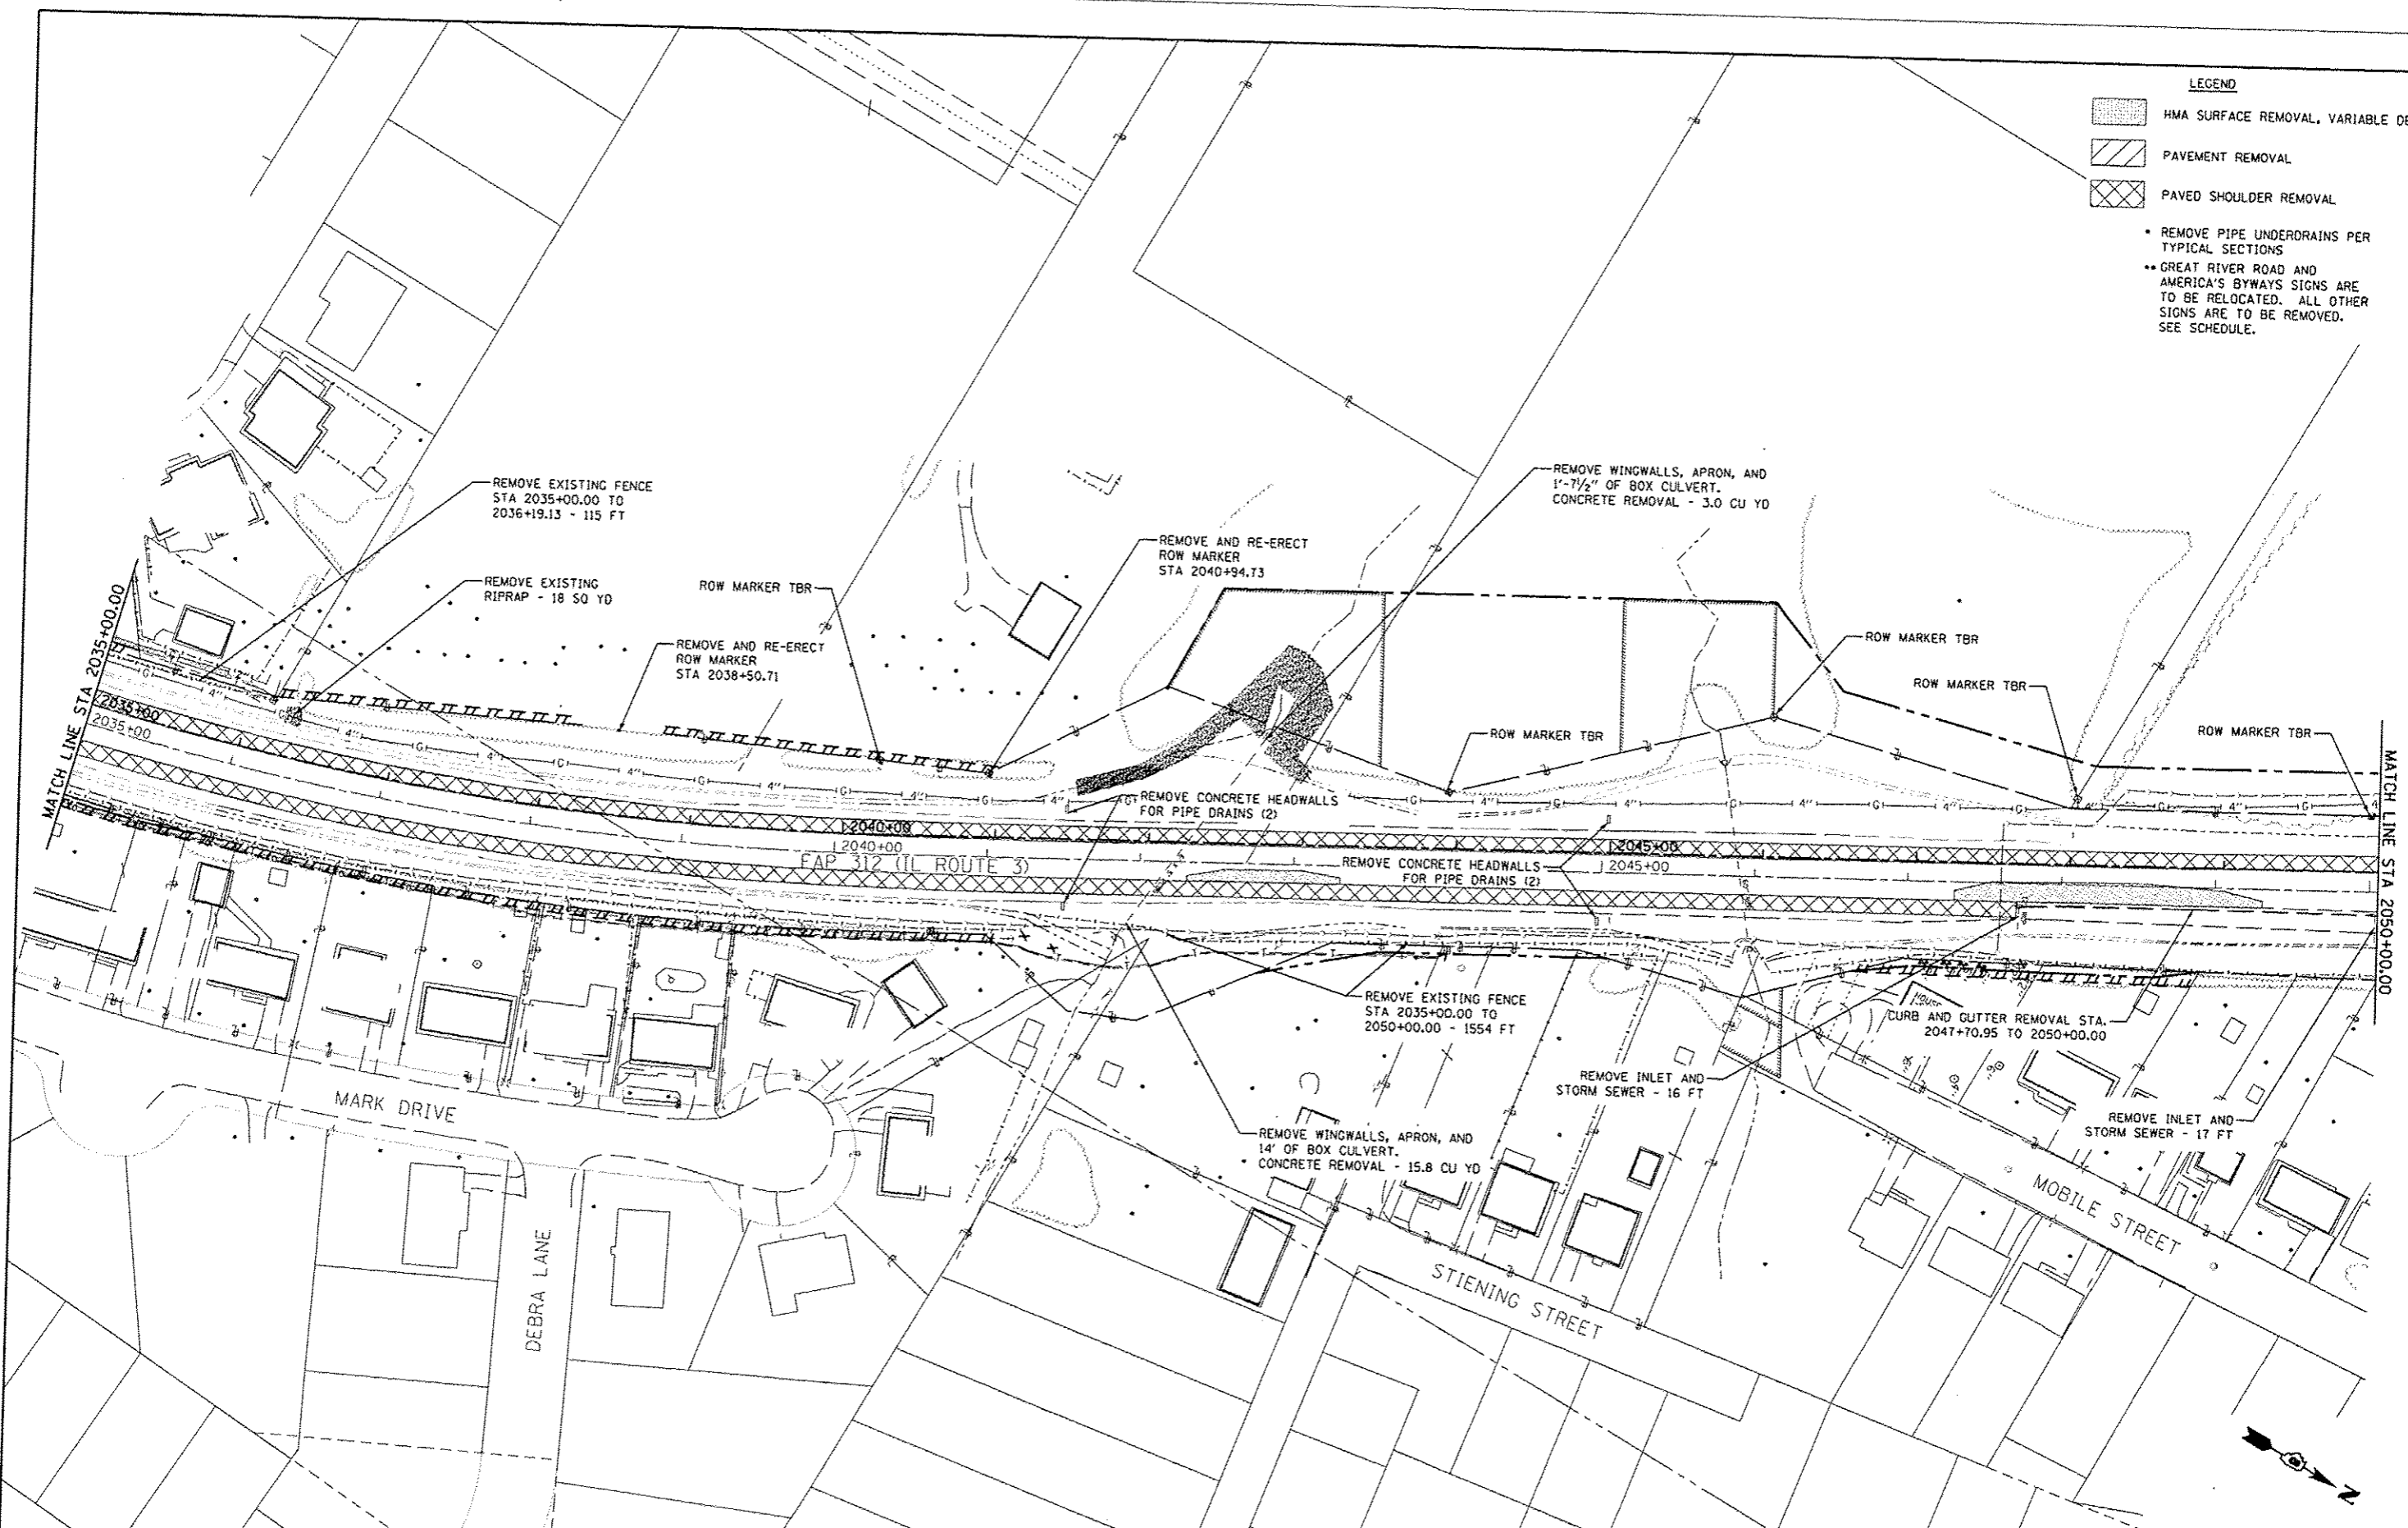 LEGEND
HMA SURFACE REMOVAL, VARIABLE
PAVEMENT REMOVAL
PAVED SHOULDER REMOVAL
• REMOVE PIPE UNDERDRAINS PER
TYPICAL SECTIONS
•• GREAT RIVER ROAD AND
AMERICA'S BYWAYS SIGNS ARE
TO BE RELOCATED. ALL OTHER
SIGNS ARE TO BE REMOVED.
SEE SCHEDULE.
REMOVE EXISTING FENCE
STA 2035+00.00 TO
2036+19.13 - 115 FT
REMOVE EXISTING
RIPRAP - 18 SQ YD
ROW MARKER TBR
REMOVE AND RE-ERECT
ROW MARKER
STA 2038+50.71
REMOVE AND RE-ERECT
ROW MARKER
STA 2040+94.73
REMOVE WINGWALLS, APRON, AND
1'-7½" OF BOX CULVERT.
CONCRETE REMOVAL - 3.0 CU YD
ROW MARKER TBR
ROW MARKER TBR
ROW MARKER TBR
ROW MARKER TBR
MATCH LINE STA 2035+00.00
MATCH LINE STA 2050+00.00
2035+00
2035+00
2040+00
2040+00
2045+00
2045+00
FAP 312 (IL ROUTE 3)
REMOVE CONCRETE HEADWALLS
FOR PIPE DRAINS (2)
REMOVE CONCRETE HEADWALLS
FOR PIPE DRAINS (2)
REMOVE EXISTING FENCE
STA 2035+00.00 TO
2050+00.00 - 1554 FT
HOUSE
CURB AND GUTTER REMOVAL STA.
2047+70.95 TO 2050+00.00
REMOVE INLET AND
STORM SEWER - 16 FT
REMOVE INLET AND
STORM SEWER - 17 FT
REMOVE WINGWALLS, APRON, AND
14' OF BOX CULVERT.
• CONCRETE REMOVAL - 15.8 CU YD
MARK DRIVE
DEBRA LANE
STIENING STREET
MOBILE STREET
N